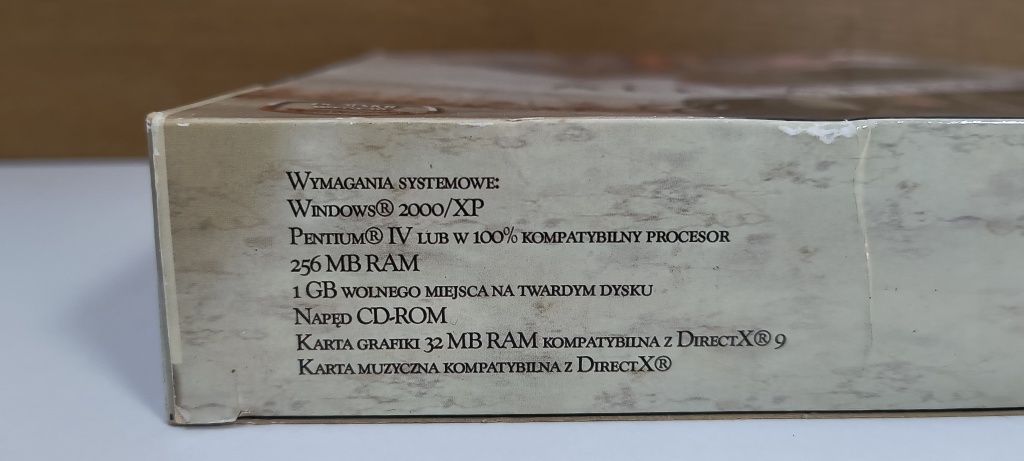 Wymagania systemowe:
Windows® 2000/XP
Pentium® IV lub w 100% kompatybilny procesor
256 MB RAM
1 GB wolnego miejsca na twardym dysku
Napęd CD-ROM
Karta grafiki 32 MB RAM kompatybilna z DirectX® 9
Karta muzyczna kompatybilna z DirectX®